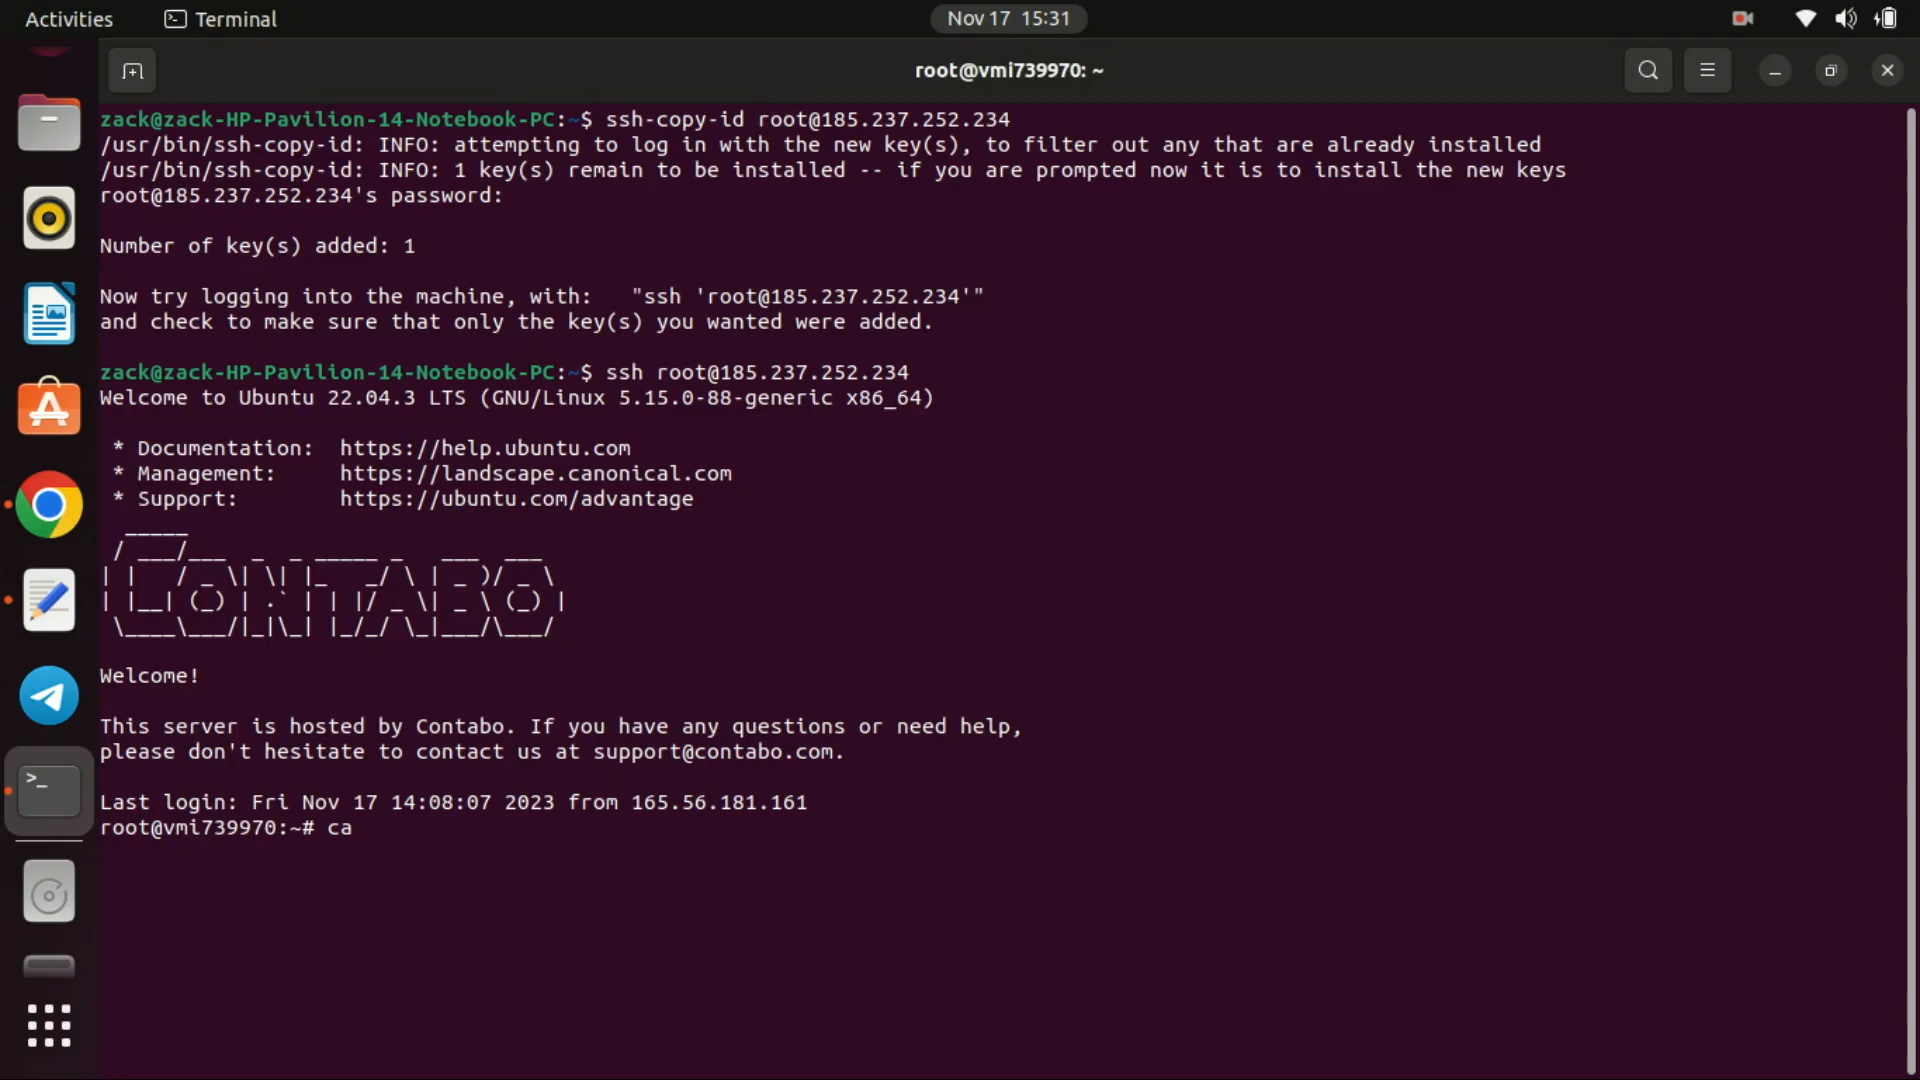 Activities Terminal Nov 17 15:31
root@vmi739970: ~
zack@zack-HP-Pavilion-14-Notebook-PC:~$ ssh-copy-id root@185.237.252.234
/usr/bin/ssh-copy-id: INFO: attempting to log in with the new key(s), to filter out any that are already installed
/usr/bin/ssh-copy-id: INFO: 1 key(s) remain to be installed -- if you are prompted now it is to install the new keys
root@185.237.252.234's password:
Number of key(s) added: 1
Now try logging into the machine, with:   "ssh 'root@185.237.252.234'"
and check to make sure that only the key(s) you wanted were added.
zack@zack-HP-Pavilion-14-Notebook-PC:~$ ssh root@185.237.252.234
Welcome to Ubuntu 22.04.3 LTS (GNU/Linux 5.15.0-88-generic x86_64)
 * Documentation:  https://help.ubuntu.com
 * Management:     https://landscape.canonical.com
 * Support:        https://ubuntu.com/advantage
CONTABO
Welcome!
This server is hosted by Contabo. If you have any questions or need help,
please don't hesitate to contact us at support@contabo.com.
Last login: Fri Nov 17 14:08:07 2023 from 165.56.181.161
root@vmi739970:~# ca